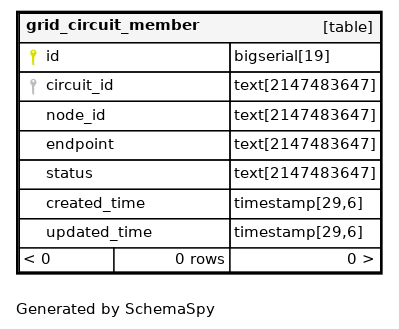 grid_circuit_member [table]
id bigserial[19]
circuit_id text[2147483647]
node_id text[2147483647]
endpoint text[2147483647]
status text[2147483647]
created_time timestamp[29,6]
updated_time timestamp[29,6]
< 0 0 rows 0 >
Generated by SchemaSpy